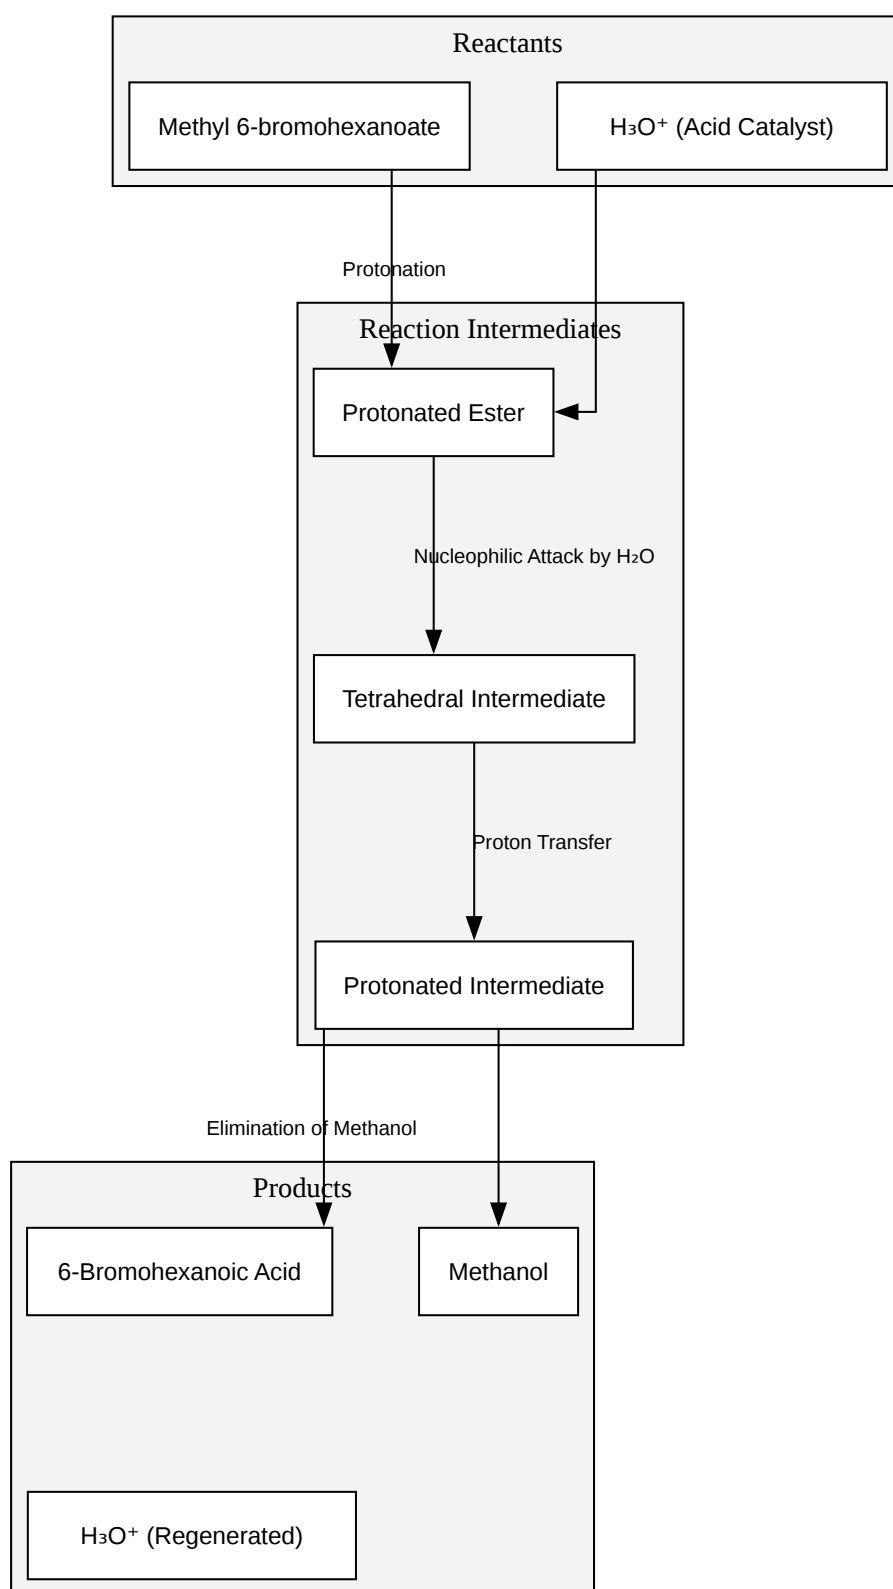 Reactants
Methyl 6-bromohexanoate
H₃O⁺ (Acid Catalyst)
Protonation
Reaction Intermediates
Protonated Ester
Nucleophilic Attack by H₂O
Tetrahedral Intermediate
Proton Transfer
Protonated Intermediate
Elimination of Methanol
Products
6-Bromohexanoic Acid
Methanol
H₃O⁺ (Regenerated)